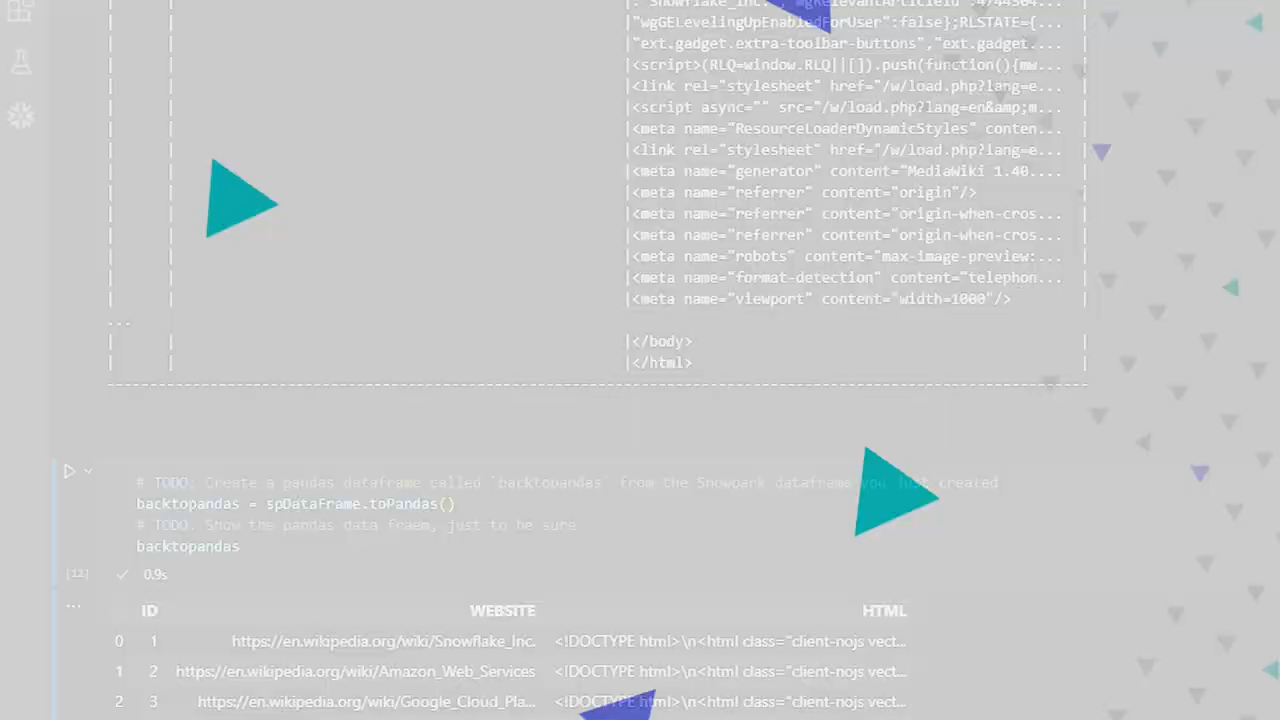 |"wgGELevelingUpEnabledForUser":false};RLSTATE={...
|"ext.gadget.extra-toolbar-buttons","ext.gadget....
|<script>(RLQ=window.RLQ||[]).push(function(){mw...
|<link rel="stylesheet" href="/w/load.php?lang=e...
|<script async="" src="/w/load.php?lang=en&amp;m...
|<meta name="ResourceLoaderDynamicStyles" conten...
|<link rel="stylesheet" href="/w/load.php?lang=e...
|<meta name="generator" content="MediaWiki 1.40....
|<meta name="referrer" content="origin"/>
|<meta name="referrer" content="origin-when-cros...
|<meta name="referrer" content="origin-when-cros...
|<meta name="robots" content="max-image-preview:...
|<meta name="format-detection" content="telephon...
|<meta name="viewport" content="width=1000"/>
...
|</body>
|</html>
# TODO: Create a pandas dataframe called `backtopandas` from the Snowpark dataframe you just created
backtopandas = spDataFrame.toPandas()
# TODO: Show the pandas data fraem, just to be sure
backtopandas
[12] ✓ 0.9s
...
ID WEBSITE HTML
0 1 https://en.wikipedia.org/wiki/Snowflake_Inc. <!DOCTYPE html>\n<html class="client-nojs vect...
1 2 https://en.wikipedia.org/wiki/Amazon_Web_Services <!DOCTYPE html>\n<html class="client-nojs vect...
2 3 https://en.wikipedia.org/wiki/Google_Cloud_Pla... <!DOCTYPE html>\n<html class="client-nojs vect...